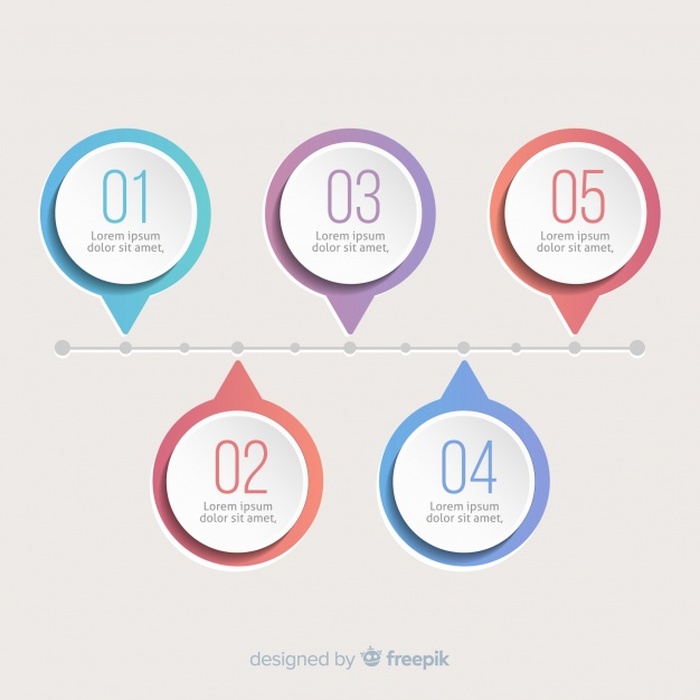 01
Lorem ipsum
dolor sit amet,
03
Lorem ipsum
dolor sit amet,
05
Lorem ipsum
dolor sit amet,
02
Lorem ipsum
dolor sit amet,
04
Lorem ipsum
dolor sit amet,
designed by freepik